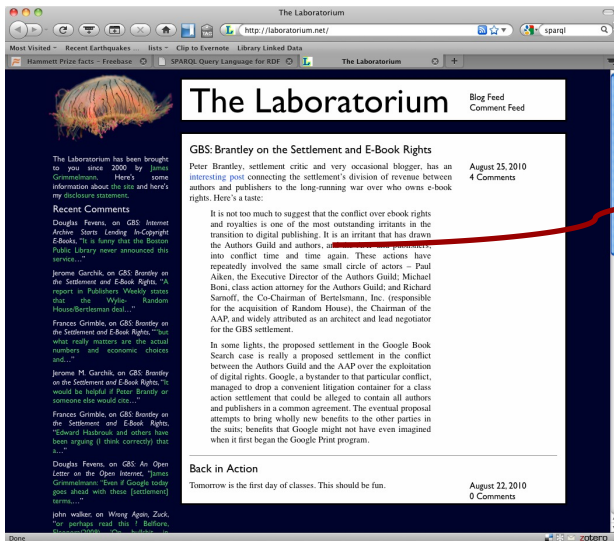 The Laboratorium
http://laboratorium.net/
sparql
Most Visited Recent Earthquakes ... lists Clip to Evernote Library Linked Data
Hammett Prize facts – Freebase SPARQL Query Language for RDF The Laboratorium
The Laboratorium
Blog Feed
Comment Feed
The Laboratorium has been brought
to you since 2000 by James
Grimmelmann. Here's some
information about the site and here's
my disclosure statement.
Recent Comments
Douglas Fevens, on GBS: Internet
Archive Starts Lending In-Copyright
E-Books, "It is funny that the Boston
Public Library never announced this
service…"
Jerome Garchik, on GBS: Brantley on
the Settlement and E-Book Rights, "A
report in Publishers Weekly states
that the Wylie- Random
House/Bertlesman deal…"
Frances Grimble, on GBS: Brantley on
the Settlement and E-Book Rights, ""but
what really matters are the actual
numbers and economic choices
and…"
Jerome M. Garchik, on GBS: Brantley
on the Settlement and E-Book Rights, "It
would be helpful if Peter Brantly or
someone else would cite…"
Frances Grimble, on GBS: Brantley on
the Settlement and E-Book Rights,
"Edward Hasbrouk and others have
been arguing (I think correctly) that
a…"
Douglas Fevens, on GBS: An Open
Letter on the Open Internet, "James
Grimmelmann: "Even if Google today
goes ahead with these [settlement]
terms,…"
john walker, on Wrong Again, Zuck,
"or perhaps read this ? Belfiore,
GBS: Brantley on the Settlement and E-Book Rights
Peter Brantley, settlement critic and very occasional blogger, has an
interesting post connecting the settlement's division of revenue between
authors and publishers to the long-running war over who owns e-book
rights. Here's a taste:
August 25, 2010
4 Comments
It is not too much to suggest that the conflict over ebook rights
and royalties is one of the most outstanding irritants in the
transition to digital publishing. It is an irritant that has drawn
the Authors Guild and authors, and publishers,
into conflict time and time again. These actions have
repeatedly involved the same small circle of actors – Paul
Aiken, the Executive Director of the Authors Guild; Michael
Boni, class action attorney for the Authors Guild; and Richard
Sarnoff, the Co-Chairman of Bertelsmann, Inc. (responsible
for the acquisition of Random House), the Chairman of the
AAP, and widely attributed as an architect and lead negotiator
for the GBS settlement.
In some lights, the proposed settlement in the Google Book
Search case is really a proposed settlement in the conflict
between the Authors Guild and the AAP over the exploitation
of digital rights. Google, a bystander to that particular conflict,
managed to drop a convenient litigation container for a class
action settlement that could be alleged to contain all authors
and publishers in a common agreement. The eventual proposal
attempts to bring wholly new benefits to the other parties in
the suits; benefits that Google might not have even imagined
when it first began the Google Print program.
Back in Action
Tomorrow is the first day of classes. This should be fun.
August 22, 2010
0 Comments
Done
zotero